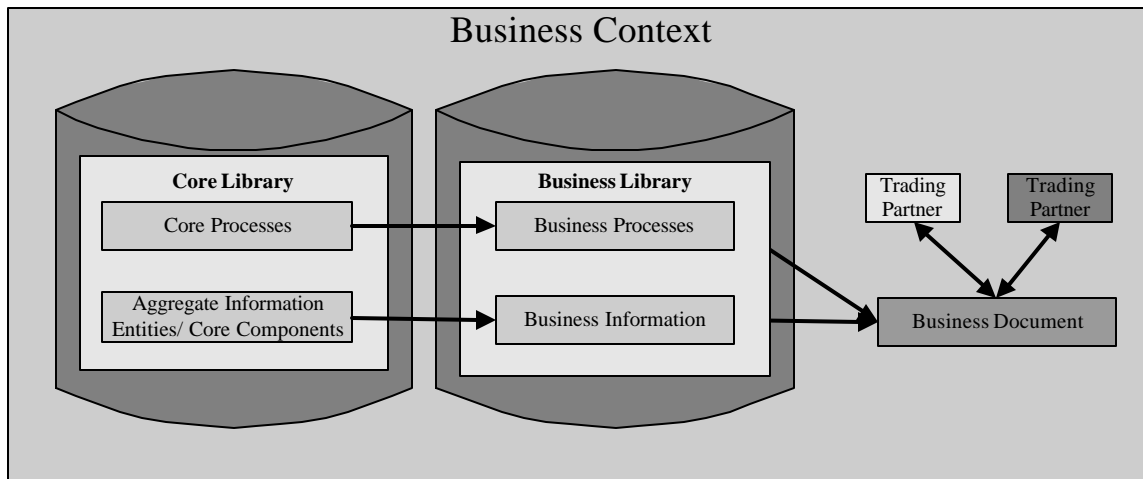 Business Context
Core Library
Core Processes
Aggregate Information
Entities/ Core Components
Business Library
Business Processes
Business Information
Trading
Partner
Trading
Partner
Business Document